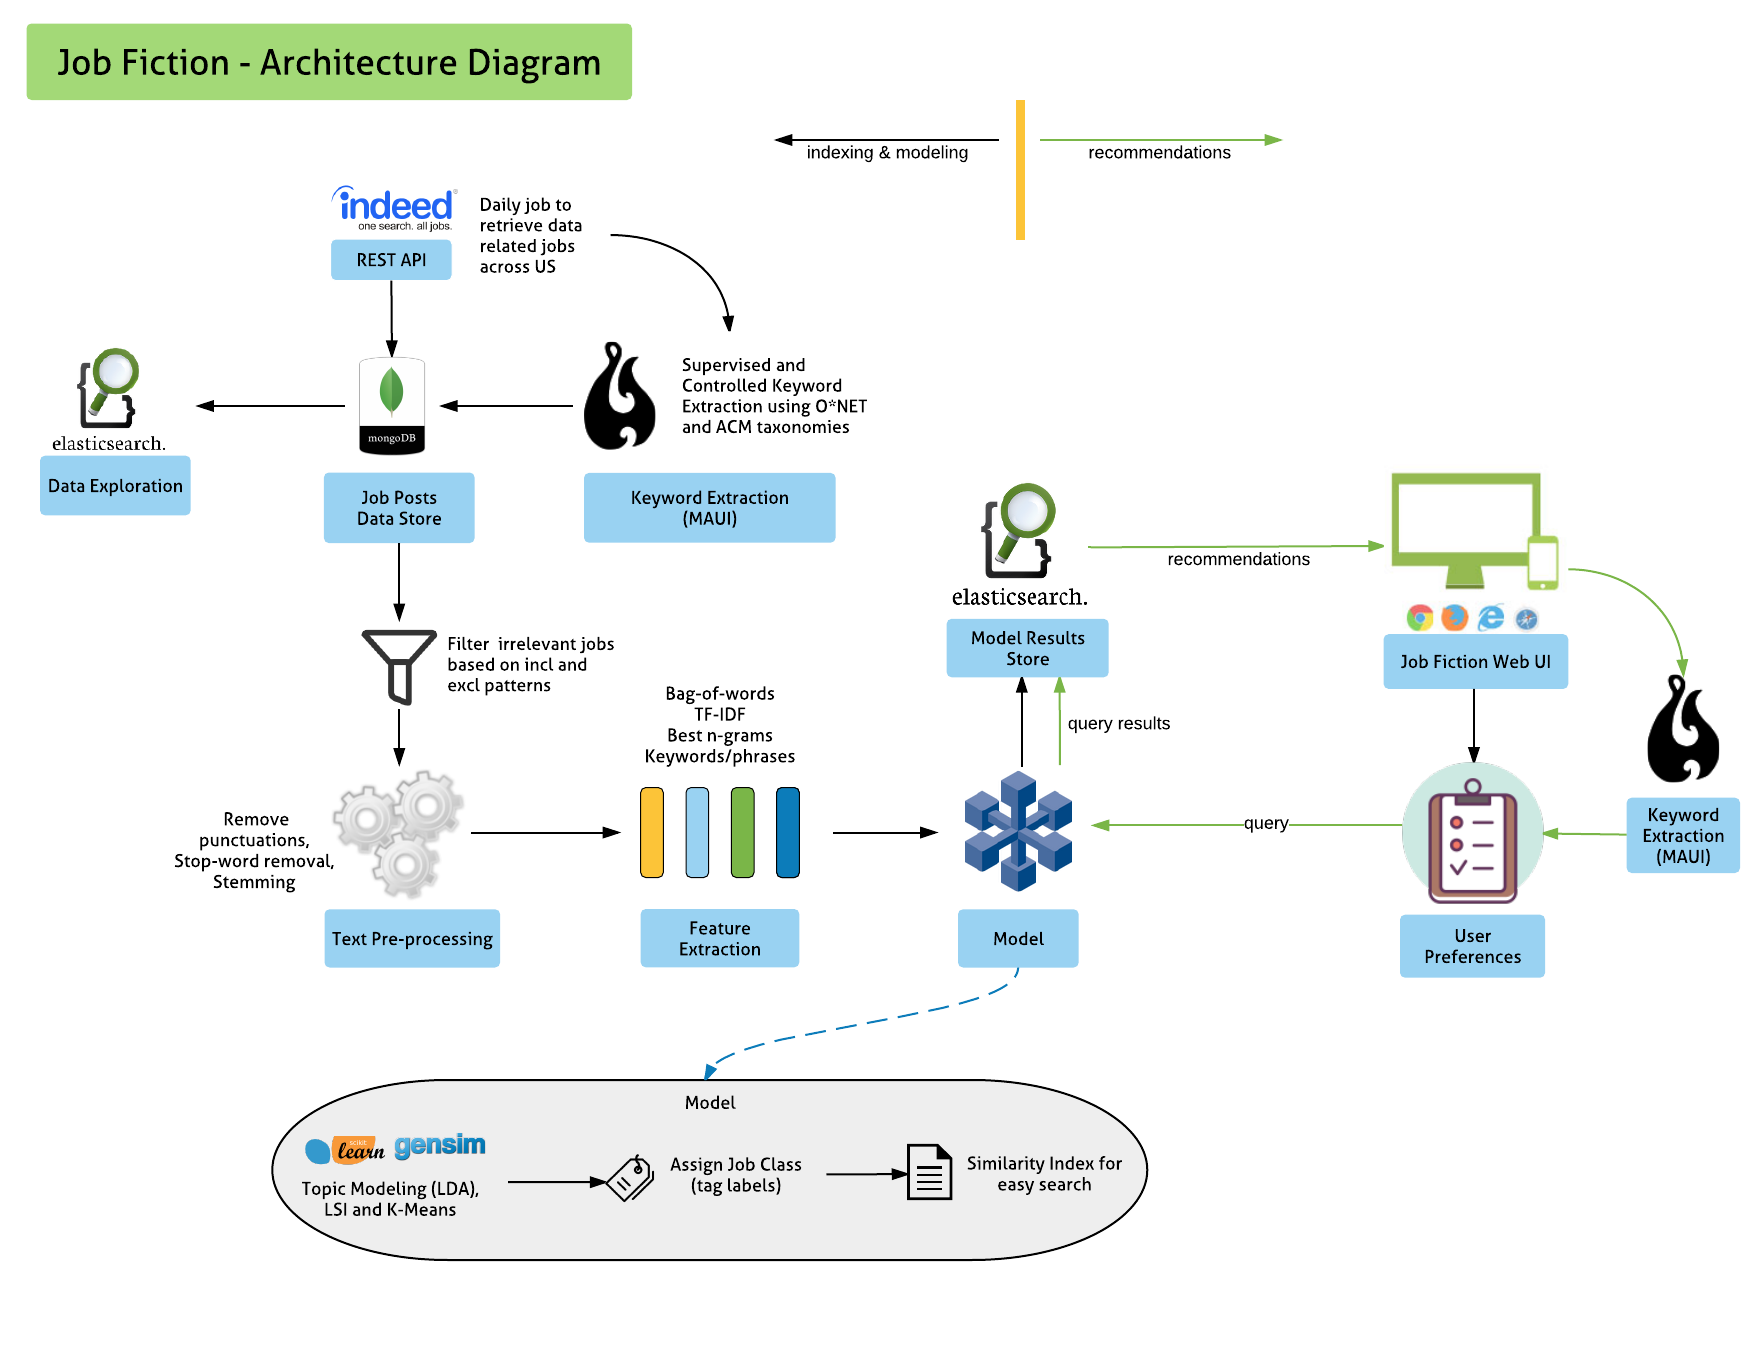 Job Fiction - Architecture Diagram
indexing & modeling
recommendations
indeed®
one search. all jobs.
REST API
Daily job to
retrieve data
related jobs
across US
elasticsearch.
Data Exploration
mongoDB
Job Posts
Data Store
Supervised and
Controlled Keyword
Extraction using O*NET
and ACM taxonomies
Keyword Extraction
(MAUI)
Filter irrelevant jobs
based on incl and
excl patterns
Remove
punctuations,
Stop-word removal,
Stemming
Text Pre-processing
Bag-of-words
TF-IDF
Best n-grams
Keywords/phrases
Feature
Extraction
elasticsearch.
Model Results
Store
query results
Model
recommendations
Job Fiction Web UI
Keyword
Extraction
(MAUI)
query
User
Preferences
Model
scikit
learn
gensim
Topic Modeling (LDA),
LSI and K-Means
Assign Job Class
(tag labels)
Similarity Index for
easy search